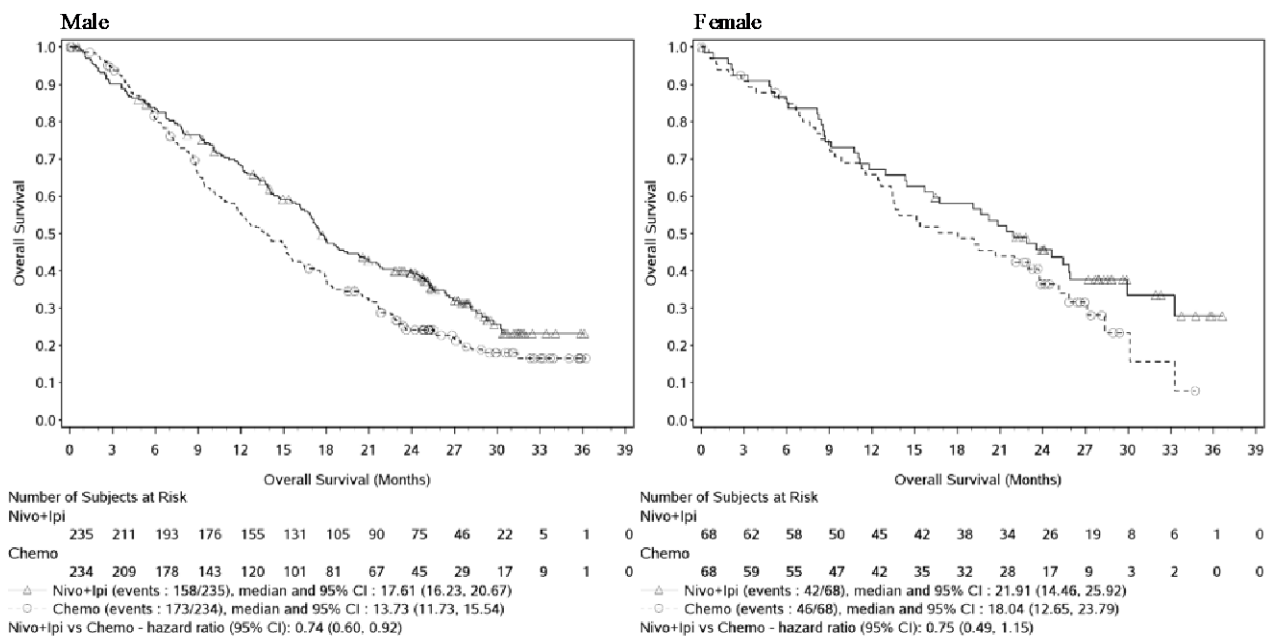 Male
Overall Survival
1.0
0.9
0.8
0.7
0.6
0.5
0.4
0.3
0.2
0.1
0.0
0 3 6 9 12 15 18 21 24 27 30 33 36 39
Overall Survival (Months)
Number of Subjects at Risk
Nivo+Ipi
235 211 193 176 155 131 105 90 75 46 22 5 1 0
Chemo
234 209 178 143 120 101 81 67 45 29 17 9 1 0
Nivo+Ipi (events : 158/235), median and 95% CI : 17.61 (16.23, 20.67)
Chemo (events : 173/234), median and 95% CI : 13.73 (11.73, 15.54)
Nivo+Ipi vs Chemo - hazard ratio (95% CI): 0.74 (0.60, 0.92)
Female
Overall Survival
1.0
0.9
0.8
0.7
0.6
0.5
0.4
0.3
0.2
0.1
0.0
0 3 6 9 12 15 18 21 24 27 30 33 36 39
Overall Survival (Months)
Number of Subjects at Risk
Nivo+Ipi
68 62 58 50 45 42 38 34 26 19 8 6 1 0
Chemo
68 59 55 47 42 35 32 28 17 9 3 2 0 0
Nivo+Ipi (events : 42/68), median and 95% CI : 21.91 (14.46, 25.92)
Chemo (events : 46/68), median and 95% CI : 18.04 (12.65, 23.79)
Nivo+Ipi vs Chemo - hazard ratio (95% CI): 0.75 (0.49, 1.15)